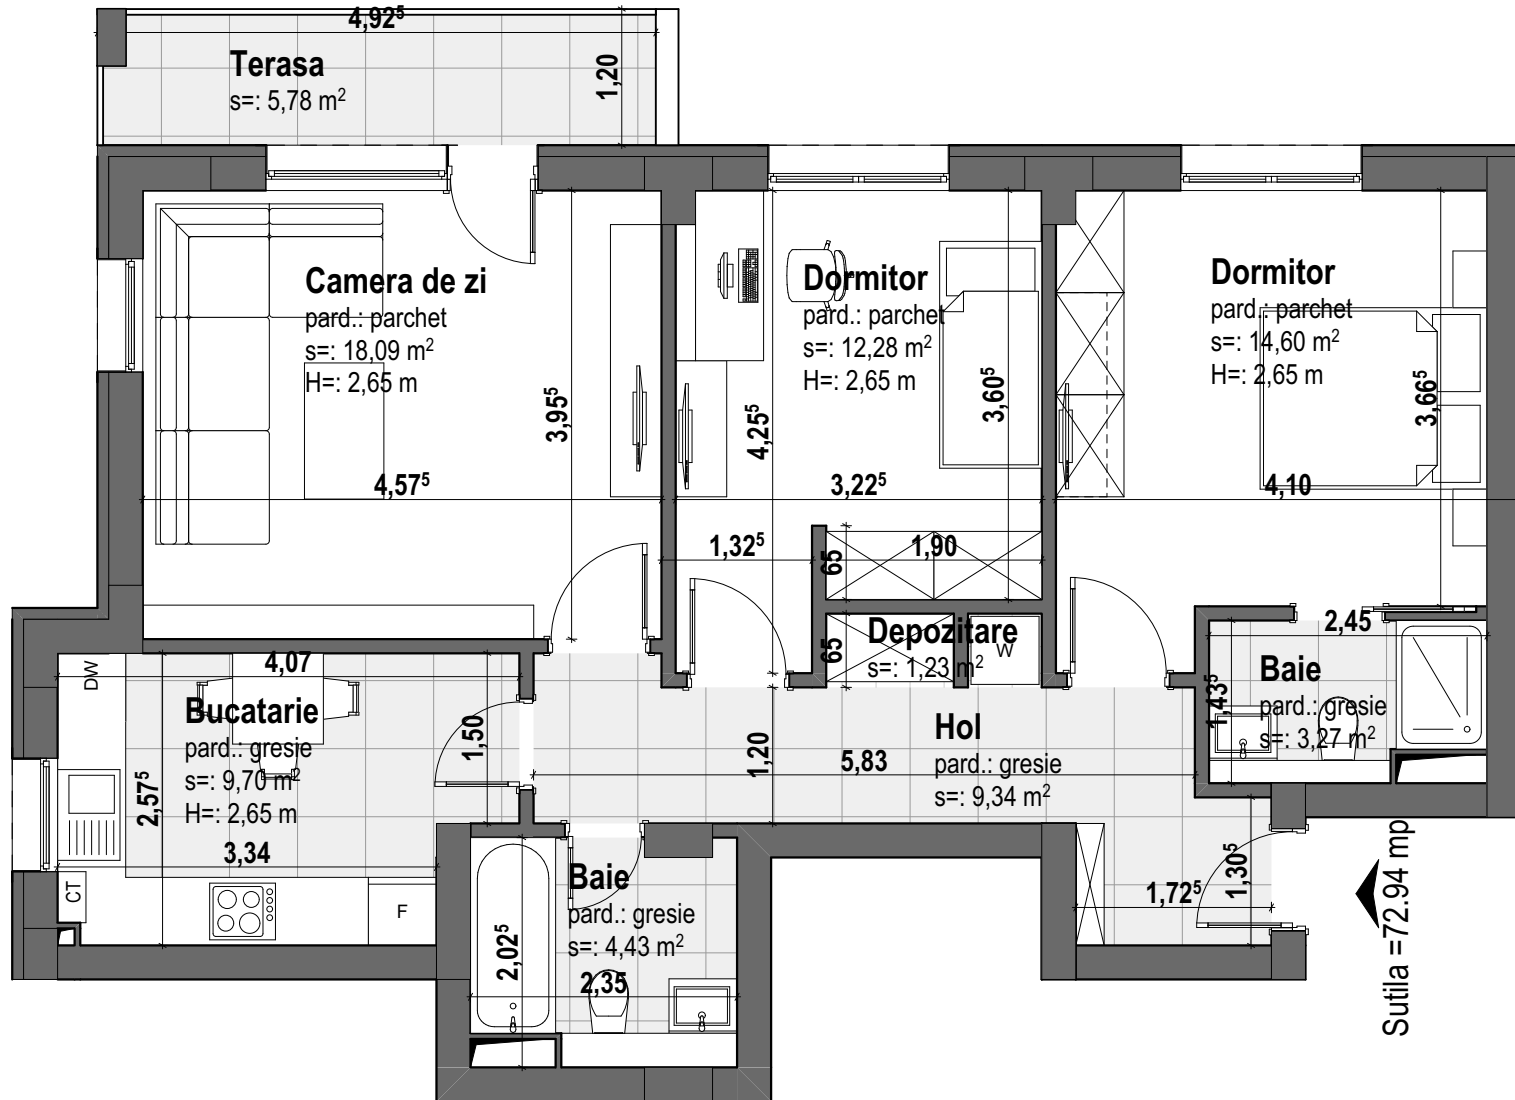 4,92⁵
Terasa
s=: 5,78 m²
1,20
Camera de zi
pard.: parchet
s=: 18,09 m²
H=: 2,65 m
3,95⁵
4,57⁵
Dormitor
pard.: parchet
s=: 12,28 m²
H=: 2,65 m
4,25⁵
3,60⁵
3,22⁵
1,32⁵
65
1,90
Dormitor
pard.: parchet
s=: 14,60 m²
H=: 2,65 m
3,66⁵
4,10
Depozitare
s=: 1,23 m²
65
W
2,45
Baie
pard.: gresie
s=: 3,27 m²
1,43⁵
DW
4,07
Bucatarie
pard.: gresie
s=: 9,70 m²
H=: 2,65 m
1,50
2,57⁵
3,34
CT
F
Hol
pard.: gresie
s=: 9,34 m²
1,20
5,83
Baie
pard.: gresie
s=: 4,43 m²
2,02⁵
2,35
1,72⁵
1,30⁵
Sutila =72.94 mp